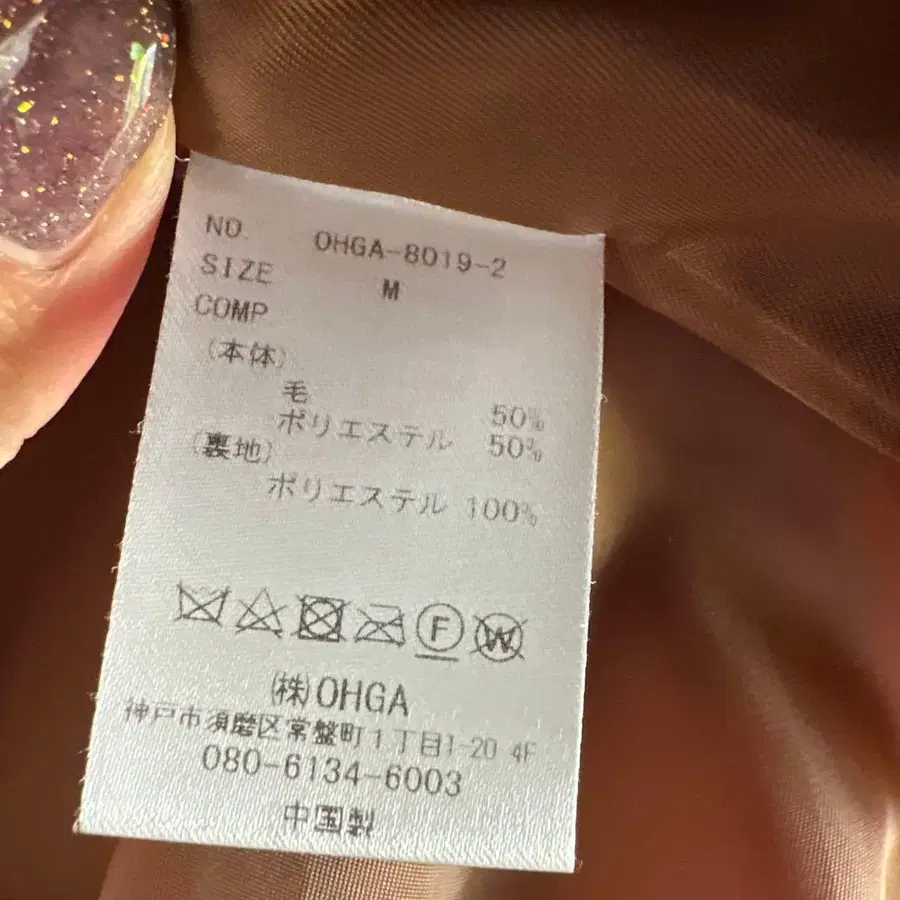 NO. OHGA-8019-2
SIZE M
COMP
(本体)
毛 50%
ポリエステル 50%
(裏地)
ポリエステル 100%
F W
㈱OHGA
神戸市須磨区常盤町1丁目1-20 4F
080-6134-6003
中国製